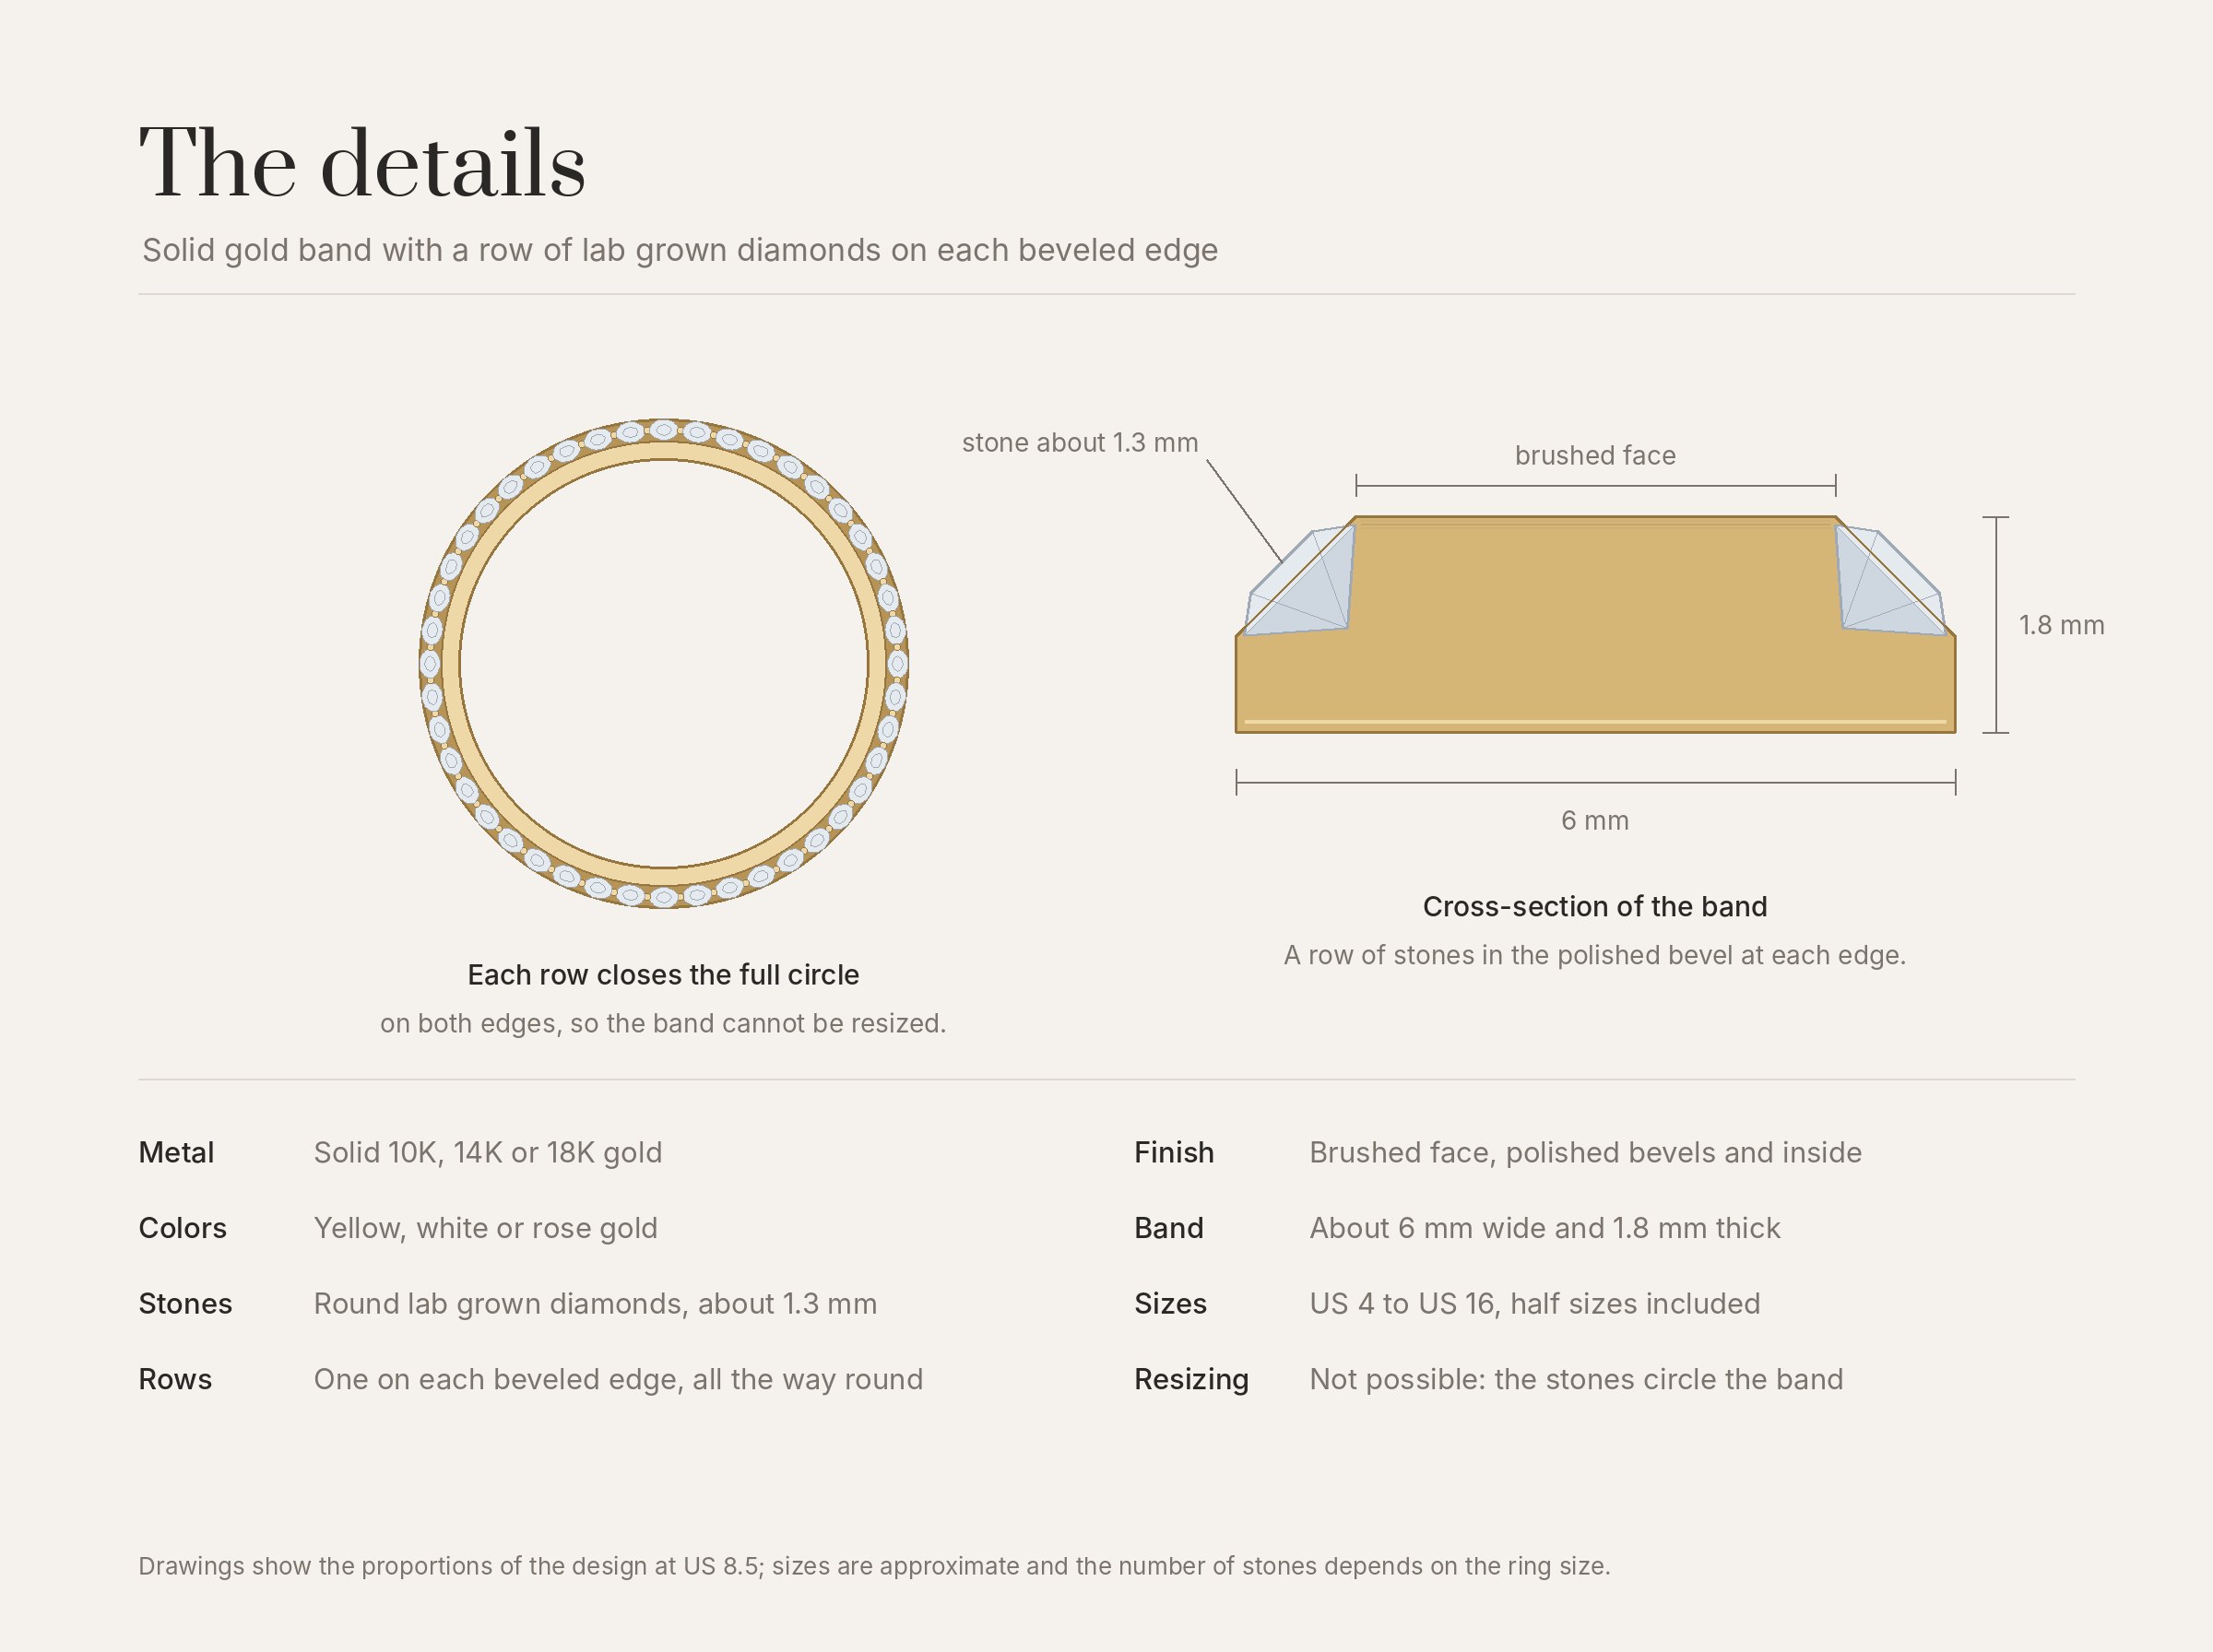 The details
Solid gold band with a row of lab grown diamonds on each beveled edge
stone about 1.3 mm
brushed face
1.8 mm
6 mm
Each row closes the full circle
on both edges, so the band cannot be resized.
Cross-section of the band
A row of stones in the polished bevel at each edge.
Metal Solid 10K, 14K or 18K gold
Colors Yellow, white or rose gold
Stones Round lab grown diamonds, about 1.3 mm
Rows One on each beveled edge, all the way round
Finish Brushed face, polished bevels and inside
Band About 6 mm wide and 1.8 mm thick
Sizes US 4 to US 16, half sizes included
Resizing Not possible: the stones circle the band
Drawings show the proportions of the design at US 8.5; sizes are approximate and the number of stones depends on the ring size.